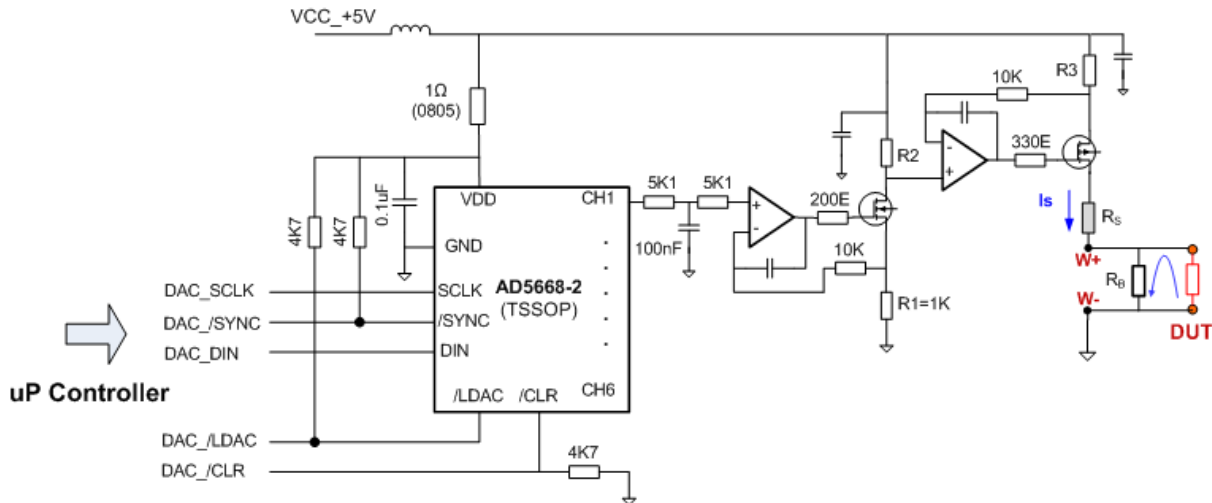 VCC_+5V
1Ω
(0805)
10K
R3
R2
330E
4K7
4K7
0.1uF
VDD
CH1
5K1
5K1
+
-
200E
-
+
Is
RS
GND
100nF
10K
W+
RB
W-
DUT
DAC_SCLK
SCLK
AD5668-2
(TSSOP)
R1=1K
DAC_/SYNC
/SYNC
DAC_DIN
DIN
uP Controller
/LDAC
/CLR
CH6
DAC_/LDAC
DAC_/CLR
4K7